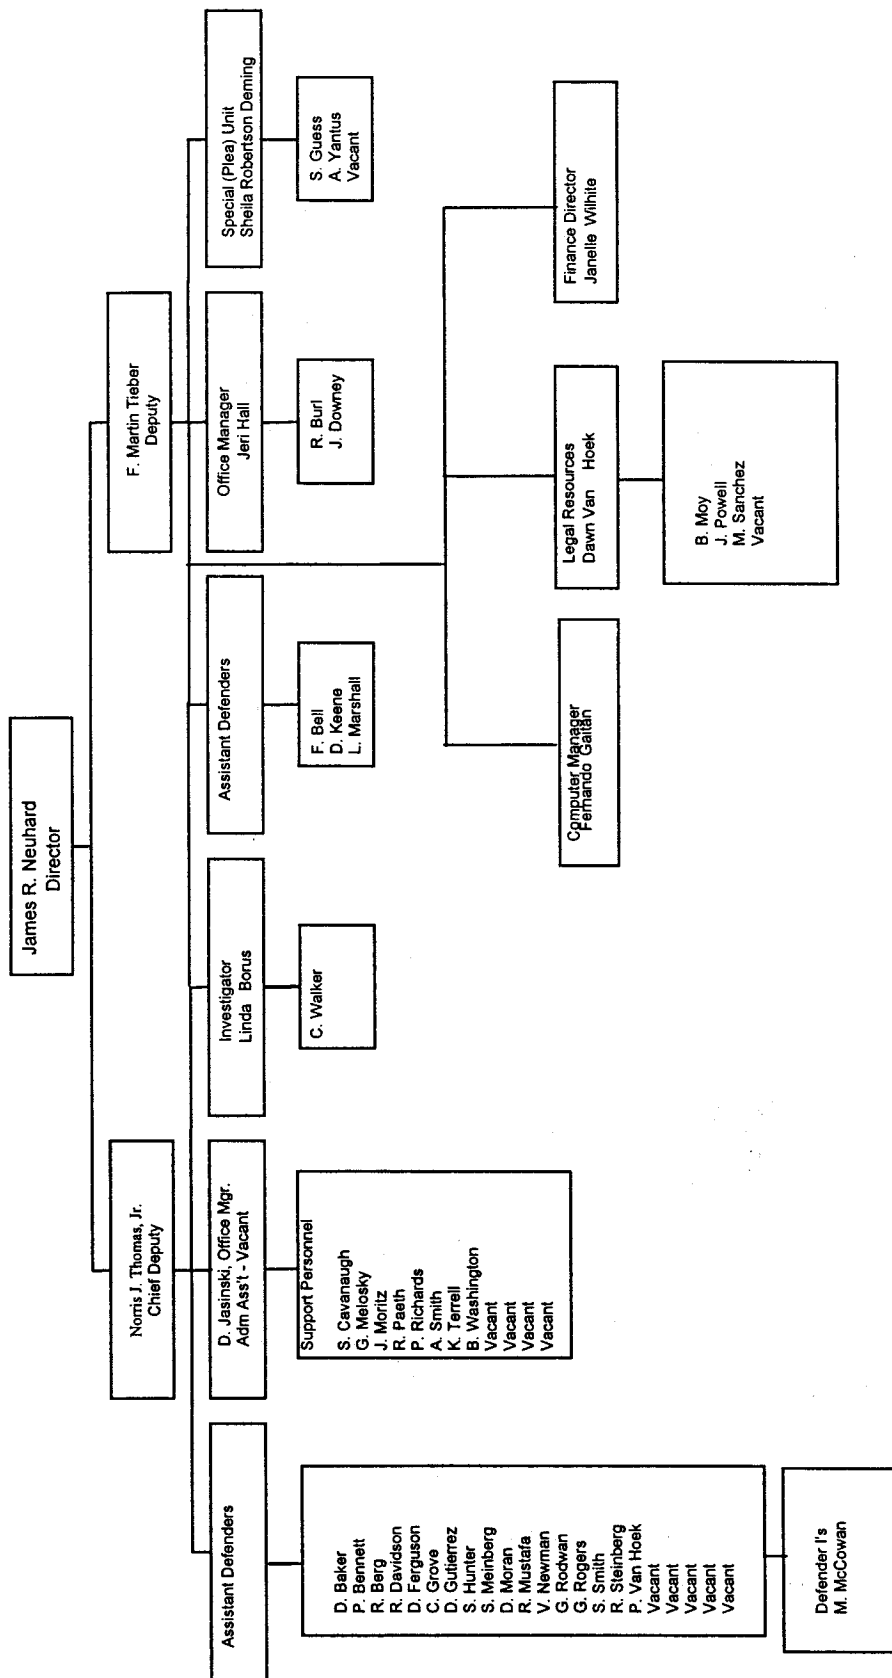 James R. Neuhard
Director
Norris J. Thomas, Jr.
Chief Deputy
F. Martin Tieber
Deputy
Assistant Defenders
D. Jasinski, Office Mgr.
Adm Ass't - Vacant
Investigator
Linda Borus
Assistant Defenders
Office Manager
Jeri Hall
Special (Plea) Unit
Sheila Robertson Deming
D. Baker
P. Bennett
R. Berg
R. Davidson
D. Ferguson
C. Grove
D. Gutierrez
S. Hunter
S. Meinberg
D. Moran
R. Mustafa
V. Newman
G. Rodwan
G. Rogers
S. Smith
R. Steinberg
P. Van Hoek
Vacant
Vacant
Vacant
Vacant
Vacant
Support Personnel
S. Cavanaugh
G. Melosky
J. Moritz
R. Paeth
P. Richards
A. Smith
K. Terrell
B. Washington
Vacant
Vacant
Vacant
Vacant
C. Walker
F. Bell
D. Keene
L. Marshall
R. Burl
J. Downey
S. Guess
A. Yantus
Vacant
Computer Manager
Fernando Gaitan
Legal Resources
Dawn Van Hoek
Finance Director
Janelle Wilhite
B. Moy
J. Powell
M. Sanchez
Vacant
Defender I's
M. McCowan